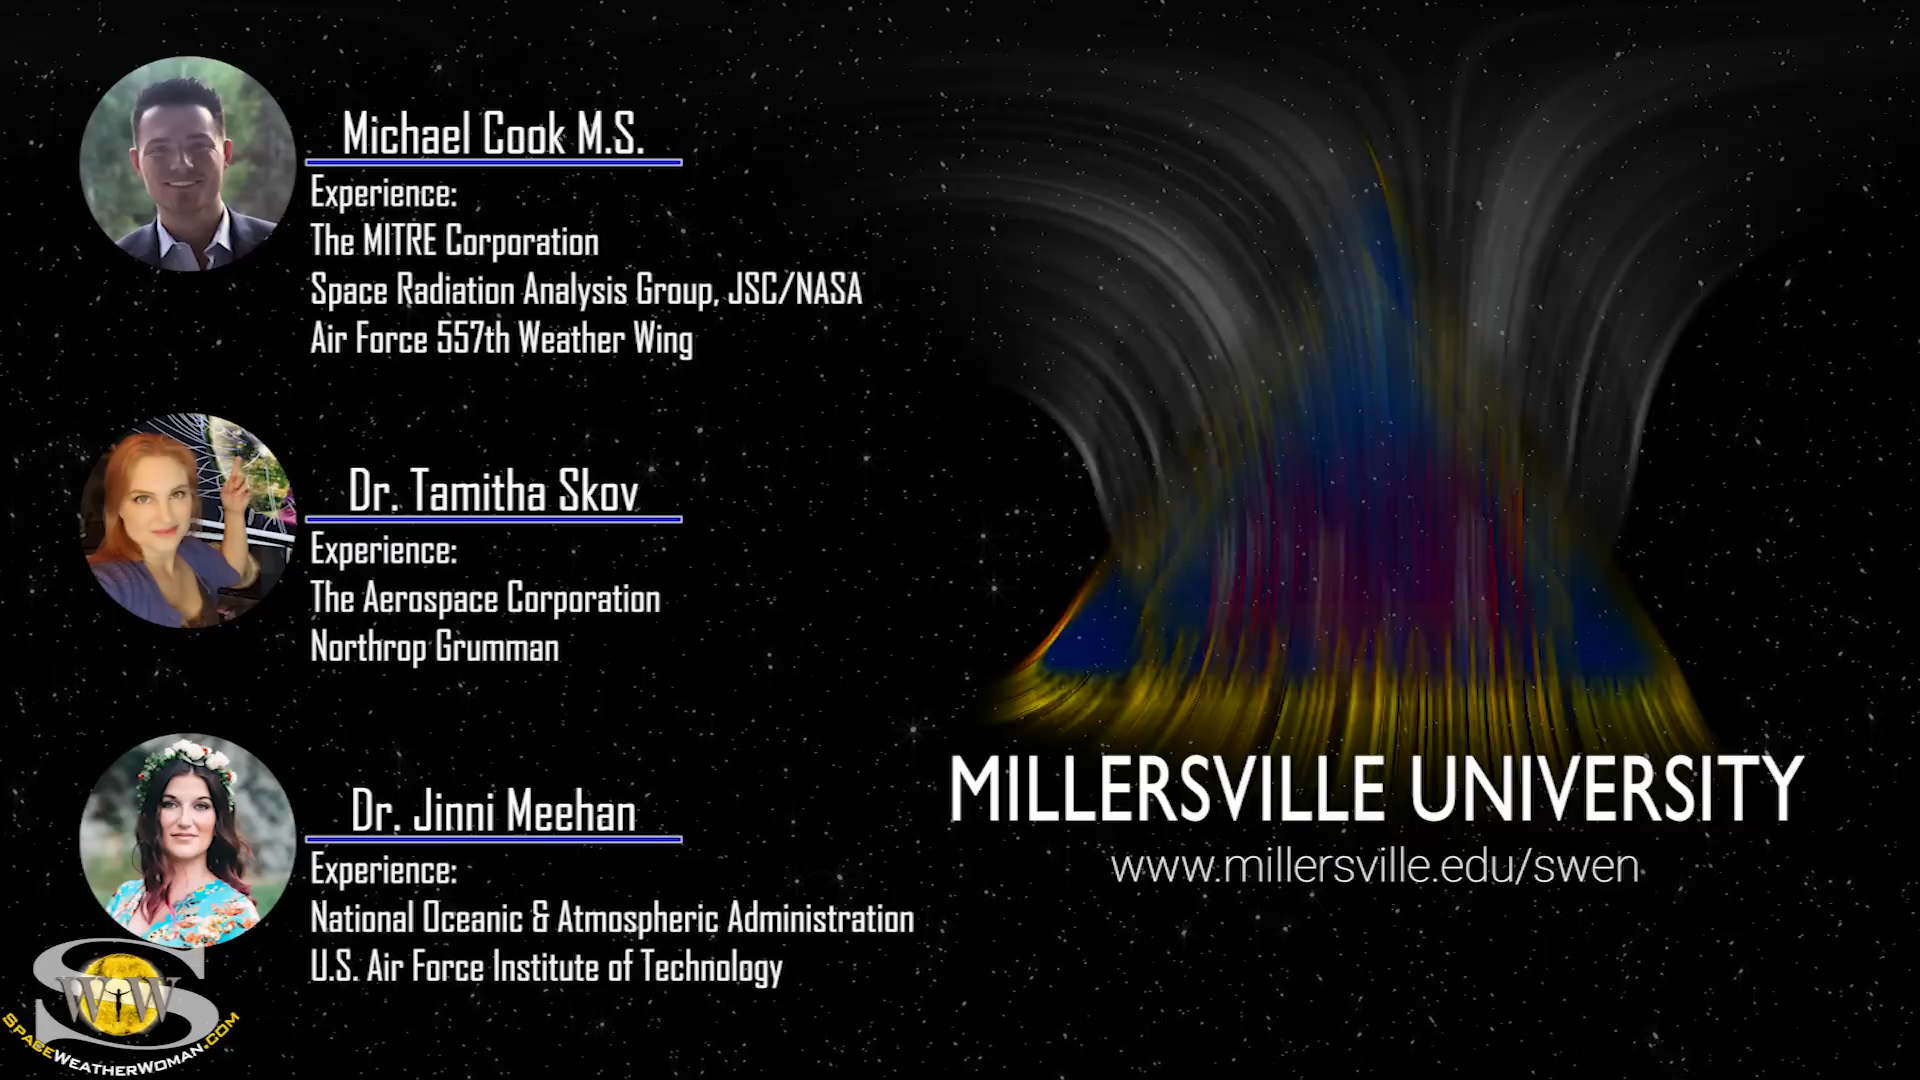 Michael Cook M.S.
Experience:
The MITRE Corporation
Space Radiation Analysis Group, JSC/NASA
Air Force 557th Weather Wing
Dr. Tamitha Skov
Experience:
The Aerospace Corporation
Northrop Grumman
Dr. Jinni Meehan
Experience:
National Oceanic & Atmospheric Administration
U.S. Air Force Institute of Technology
MILLERSVILLE UNIVERSITY
www.millersville.edu/swen
S
WW
SPACEWEATHERWOMAN.COM